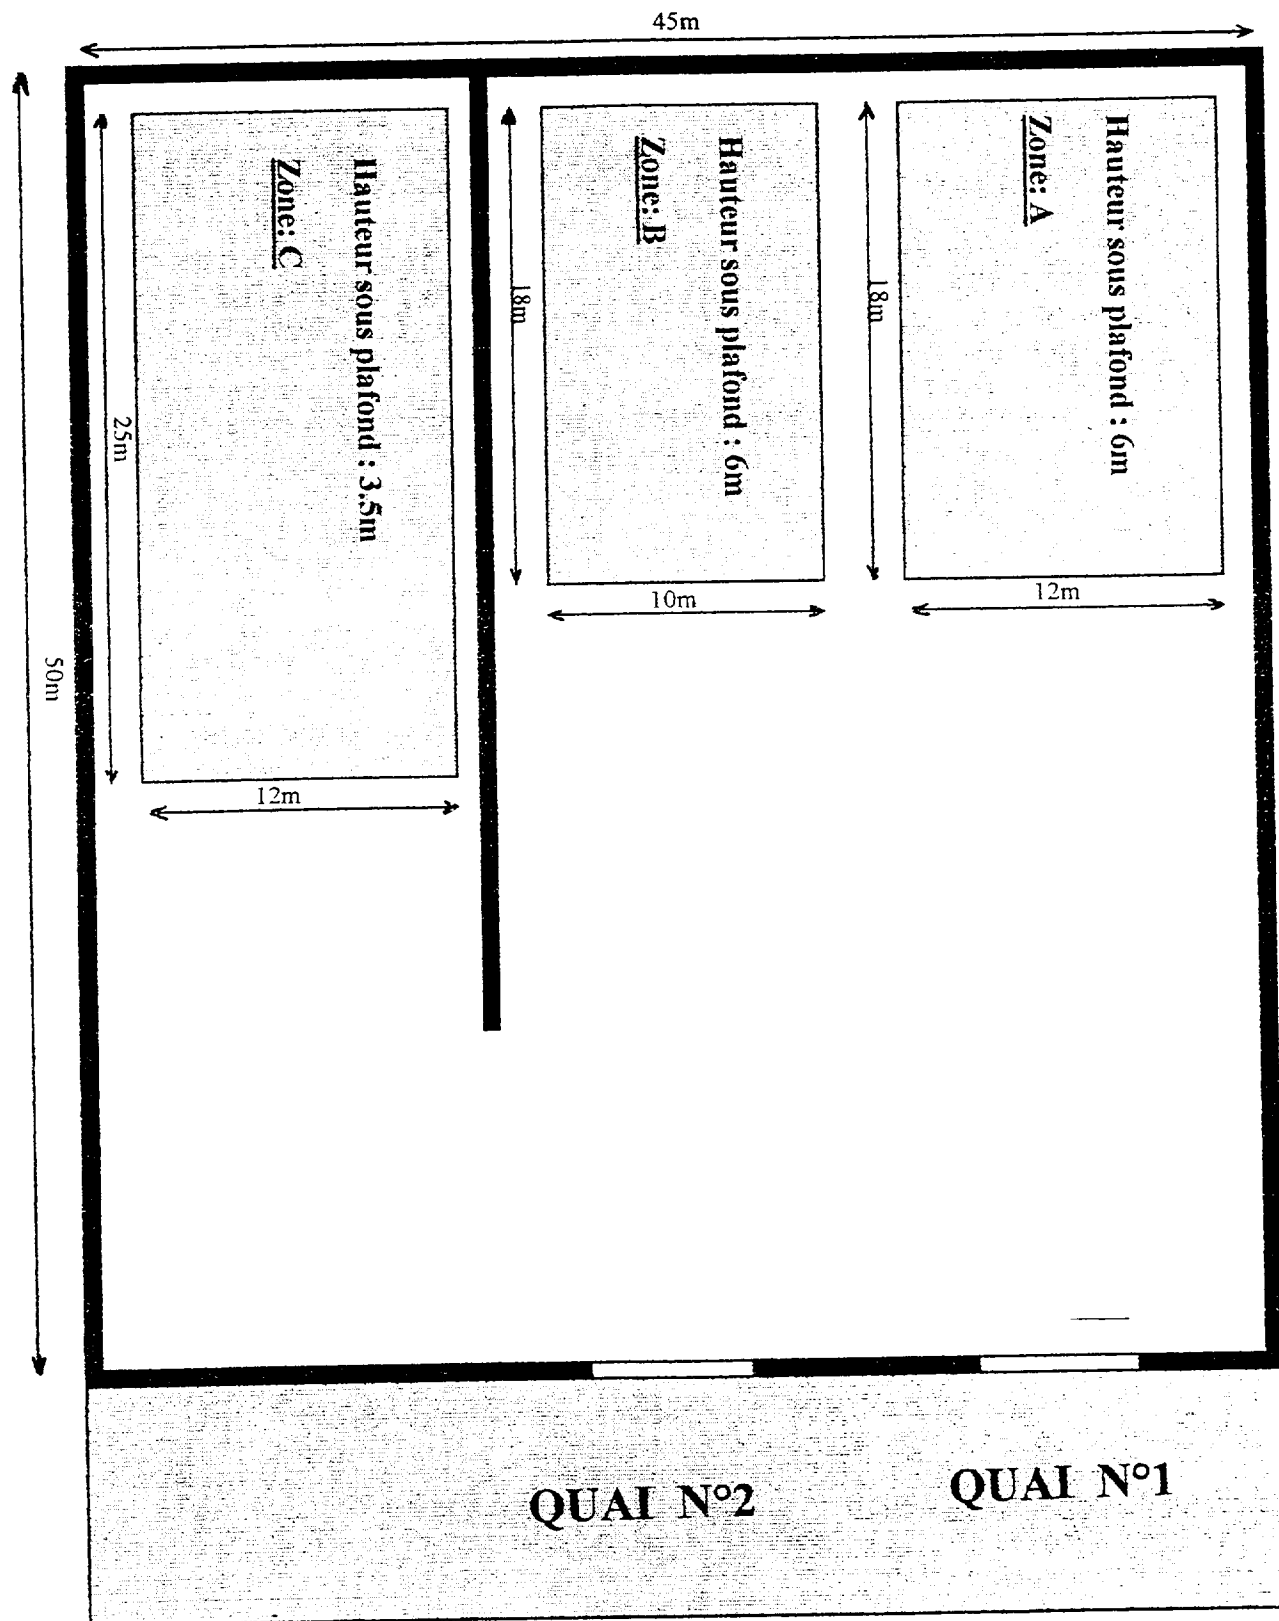 45m
Hauteur sous plafond : 6m
Zone: A
18m
12m
Hauteur sous plafond : 6m
Zone: B
18m
10m
Hauteur sous plafond : 3,5m
Zone: C
25m
12m
50m
QUAI N°2
QUAI N°1